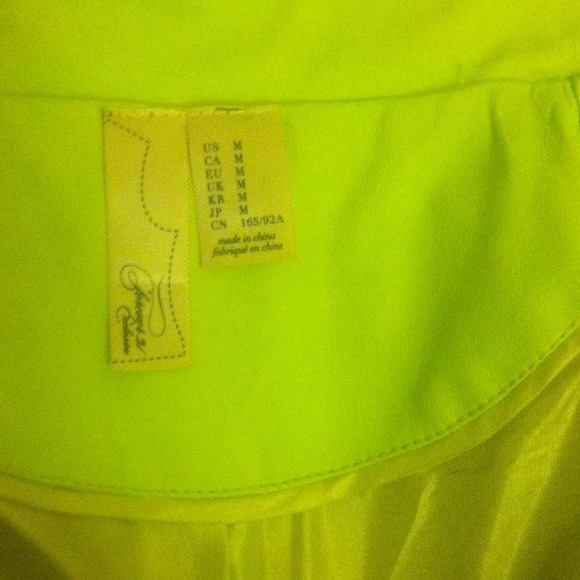 US M
CA M
EU M
UK M
KR M
JP M
CN 165/92A
made in china
fabriqué en chine